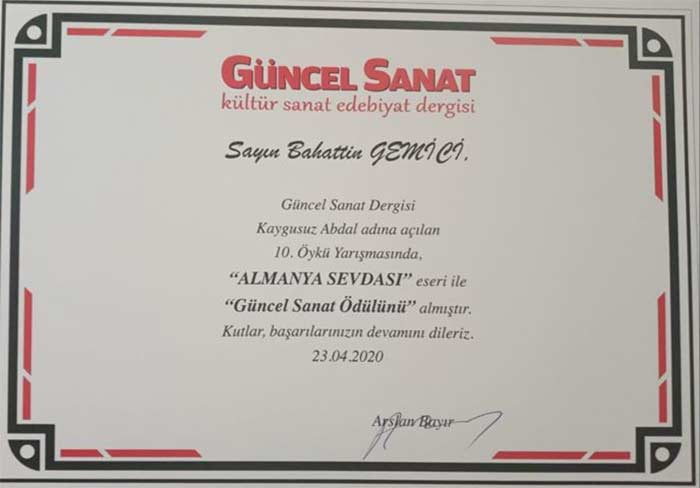 GÜNCEL SANAT
kültür sanat edebiyat dergisi
Sayın Bahattin GEMİCİ,
Güncel Sanat Dergisi
Kaygusuz Abdal adına açılan
10. Öykü Yarışmasında,
“ALMANYA SEVDASI” eseri ile
“Güncel Sanat Ödülünü” almıştır.
Kutlar, başarılarınızın devamını dileriz.
23.04.2020
Arslan Bayır